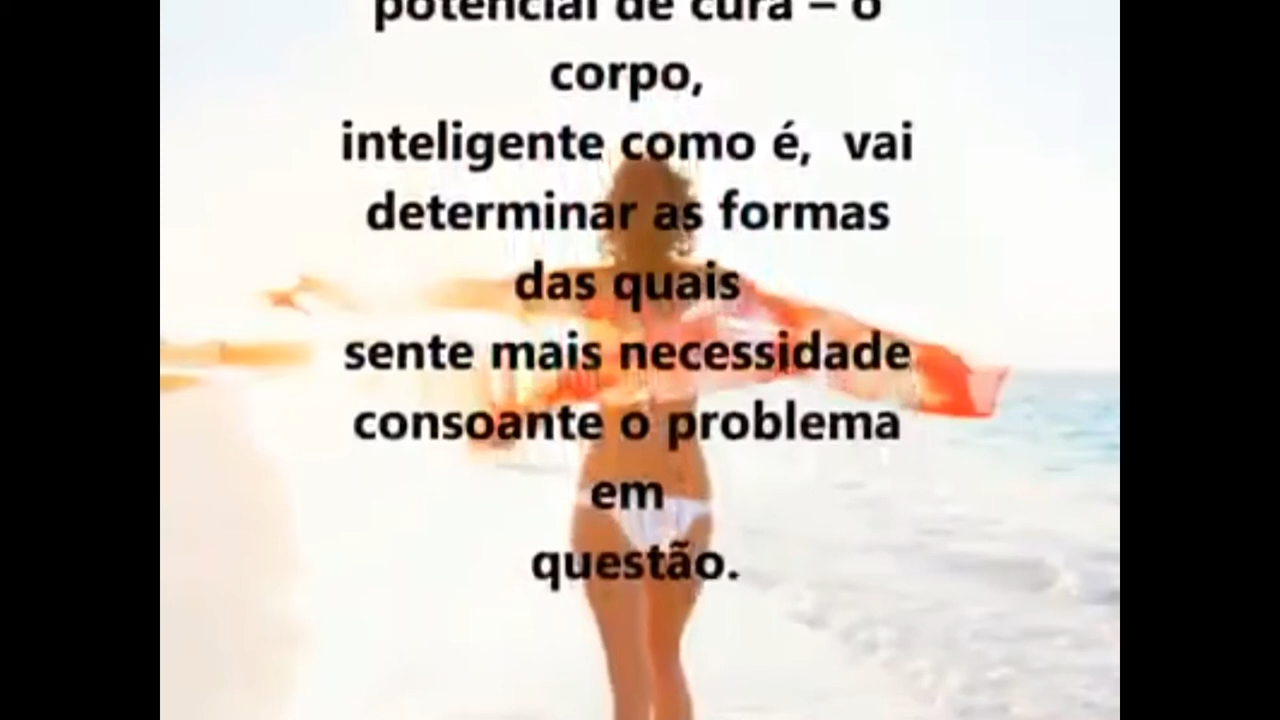 potencial de cura – o
corpo,
inteligente como é, vai
determinar as formas
das quais
sente mais necessidade
consoante o problema
em
questão.